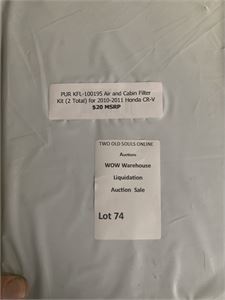 PUR KFL-100195 Air and Cabin Filter
Kit (2 Total) for 2010-2011 Honda CR-V
$20 MSRP
TWO OLD SOULS ONLINE
Auctions
WOW Warehouse
Liquidation
Auction Sale
Lot 74